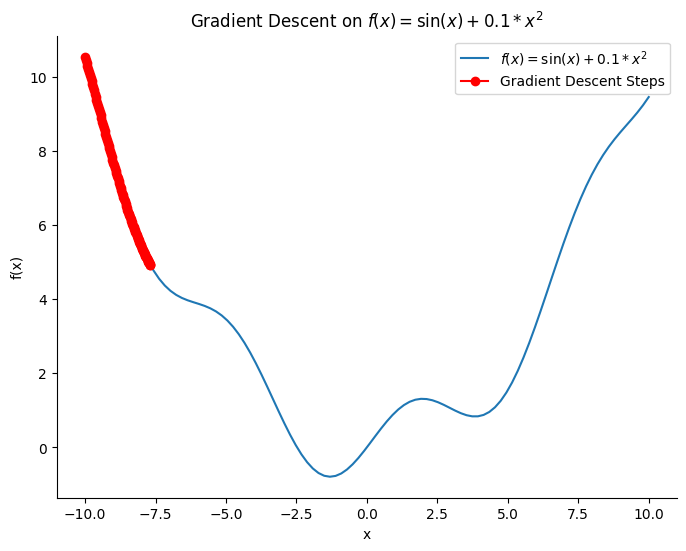 Gradient Descent on f(x) = sin(x) + 0.1 * x²
f(x) = sin(x) + 0.1 * x²
Gradient Descent Steps
10
8
6
4
2
0
f(x)
−10.0 −7.5 −5.0 −2.5 0.0 2.5 5.0 7.5 10.0
x